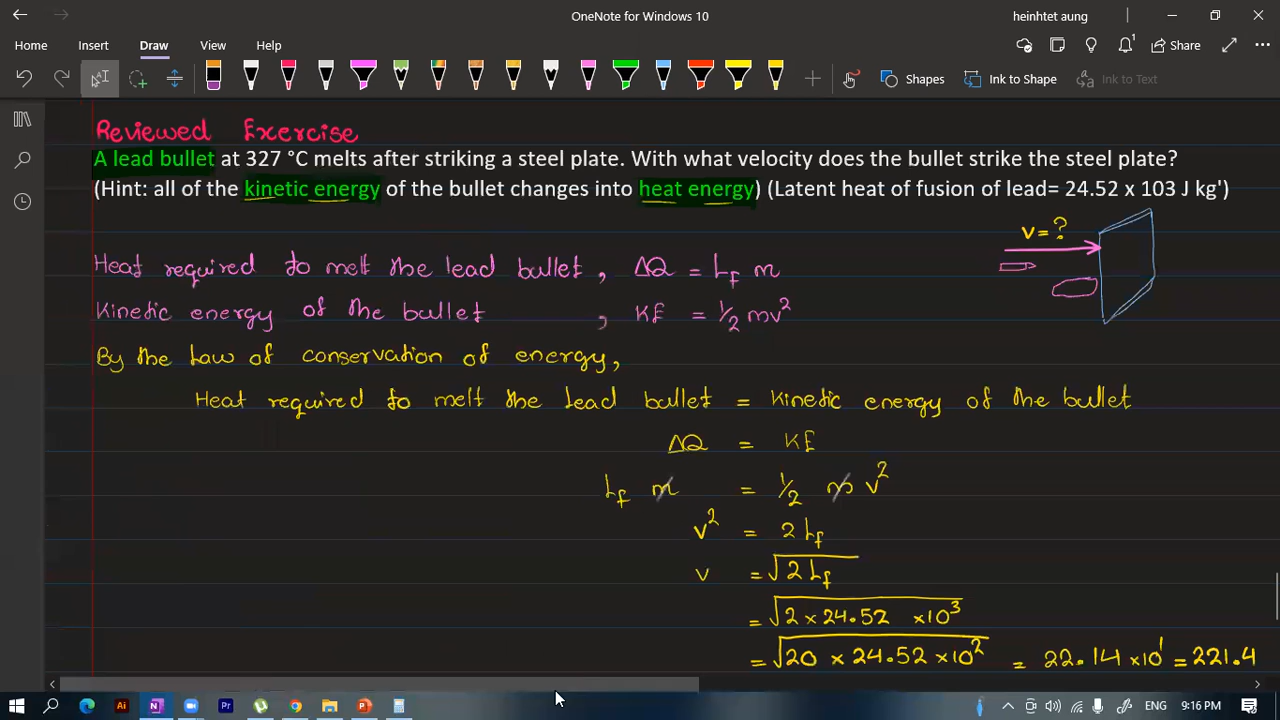 OneNote for Windows 10
heinhtet aung
Home Insert Draw View Help
Share
Shapes Ink to Shape Ink to Text
Reviewed Exercise
A lead bullet at 327 °C melts after striking a steel plate. With what velocity does the bullet strike the steel plate?
(Hint: all of the kinetic energy of the bullet changes into heat energy) (Latent heat of fusion of lead= 24.52 x 103 J kg')
v = ?
Heat required to melt the lead bullet, ΔQ = Lf m
Kinetic energy of the bullet , KE = 1/2 mv²
By the Law of conservation of energy,
Heat required to melt the Lead bullet = Kinetic energy of the bullet
ΔQ = KE
Lf m = 1/2 m v²
v² = 2 Lf
v = √2 Lf
= √2 × 24.52 × 10³
= √20 × 24.52 × 10² = 22.14 × 10¹ = 221.4
Ai Pr
ENG 9:16 PM